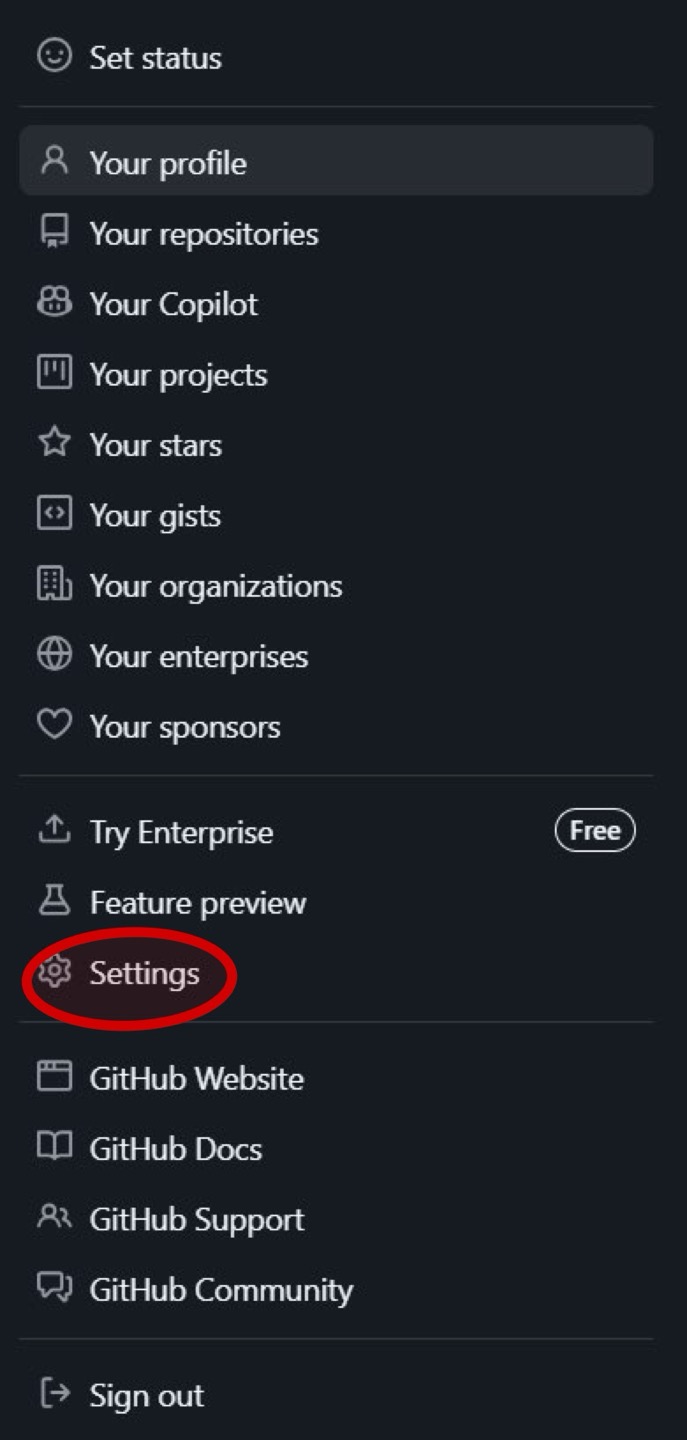 Set status
Your profile
Your repositories
Your Copilot
Your projects
Your stars
Your gists
Your organizations
Your enterprises
Your sponsors
Try Enterprise Free
Feature preview
Settings
GitHub Website
GitHub Docs
GitHub Support
GitHub Community
Sign out